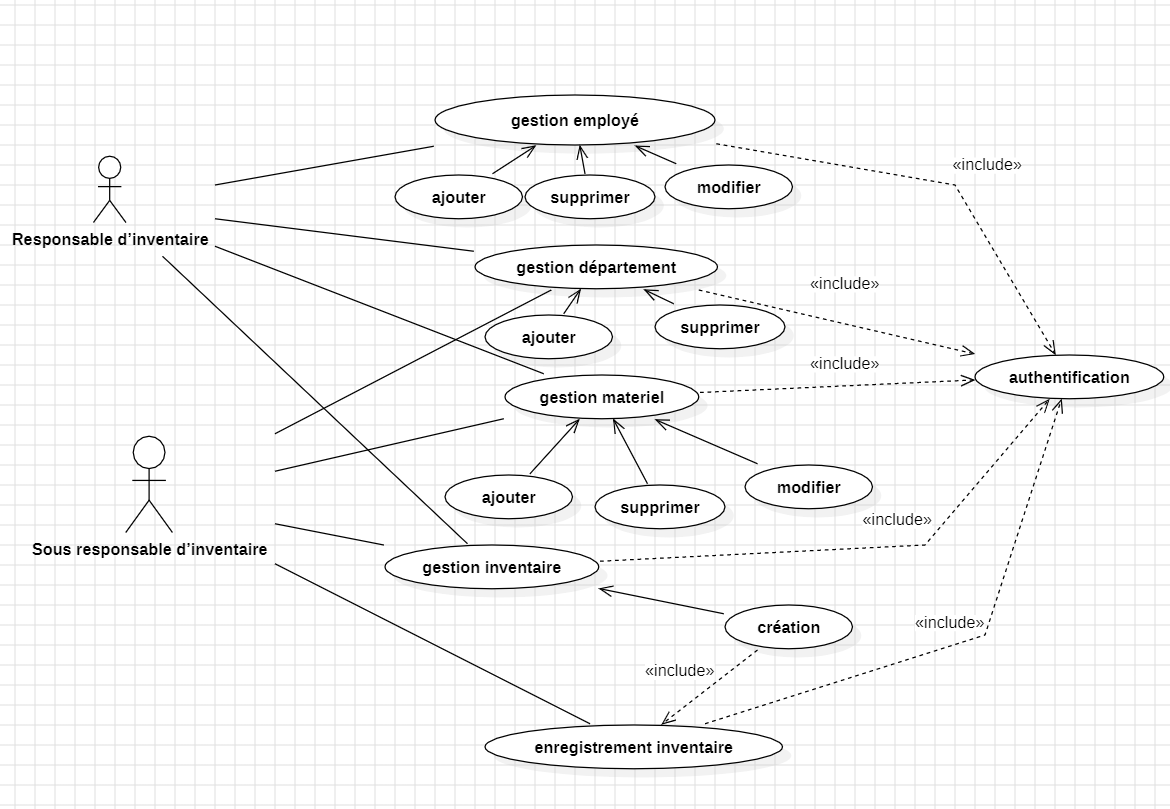 gestion employé
«include»
ajouter
supprimer
modifier
Responsable d’inventaire
gestion département
«include»
ajouter
supprimer
«include»
authentification
gestion materiel
ajouter
supprimer
modifier
«include»
Sous responsable d’inventaire
gestion inventaire
création
«include»
«include»
enregistrement inventaire